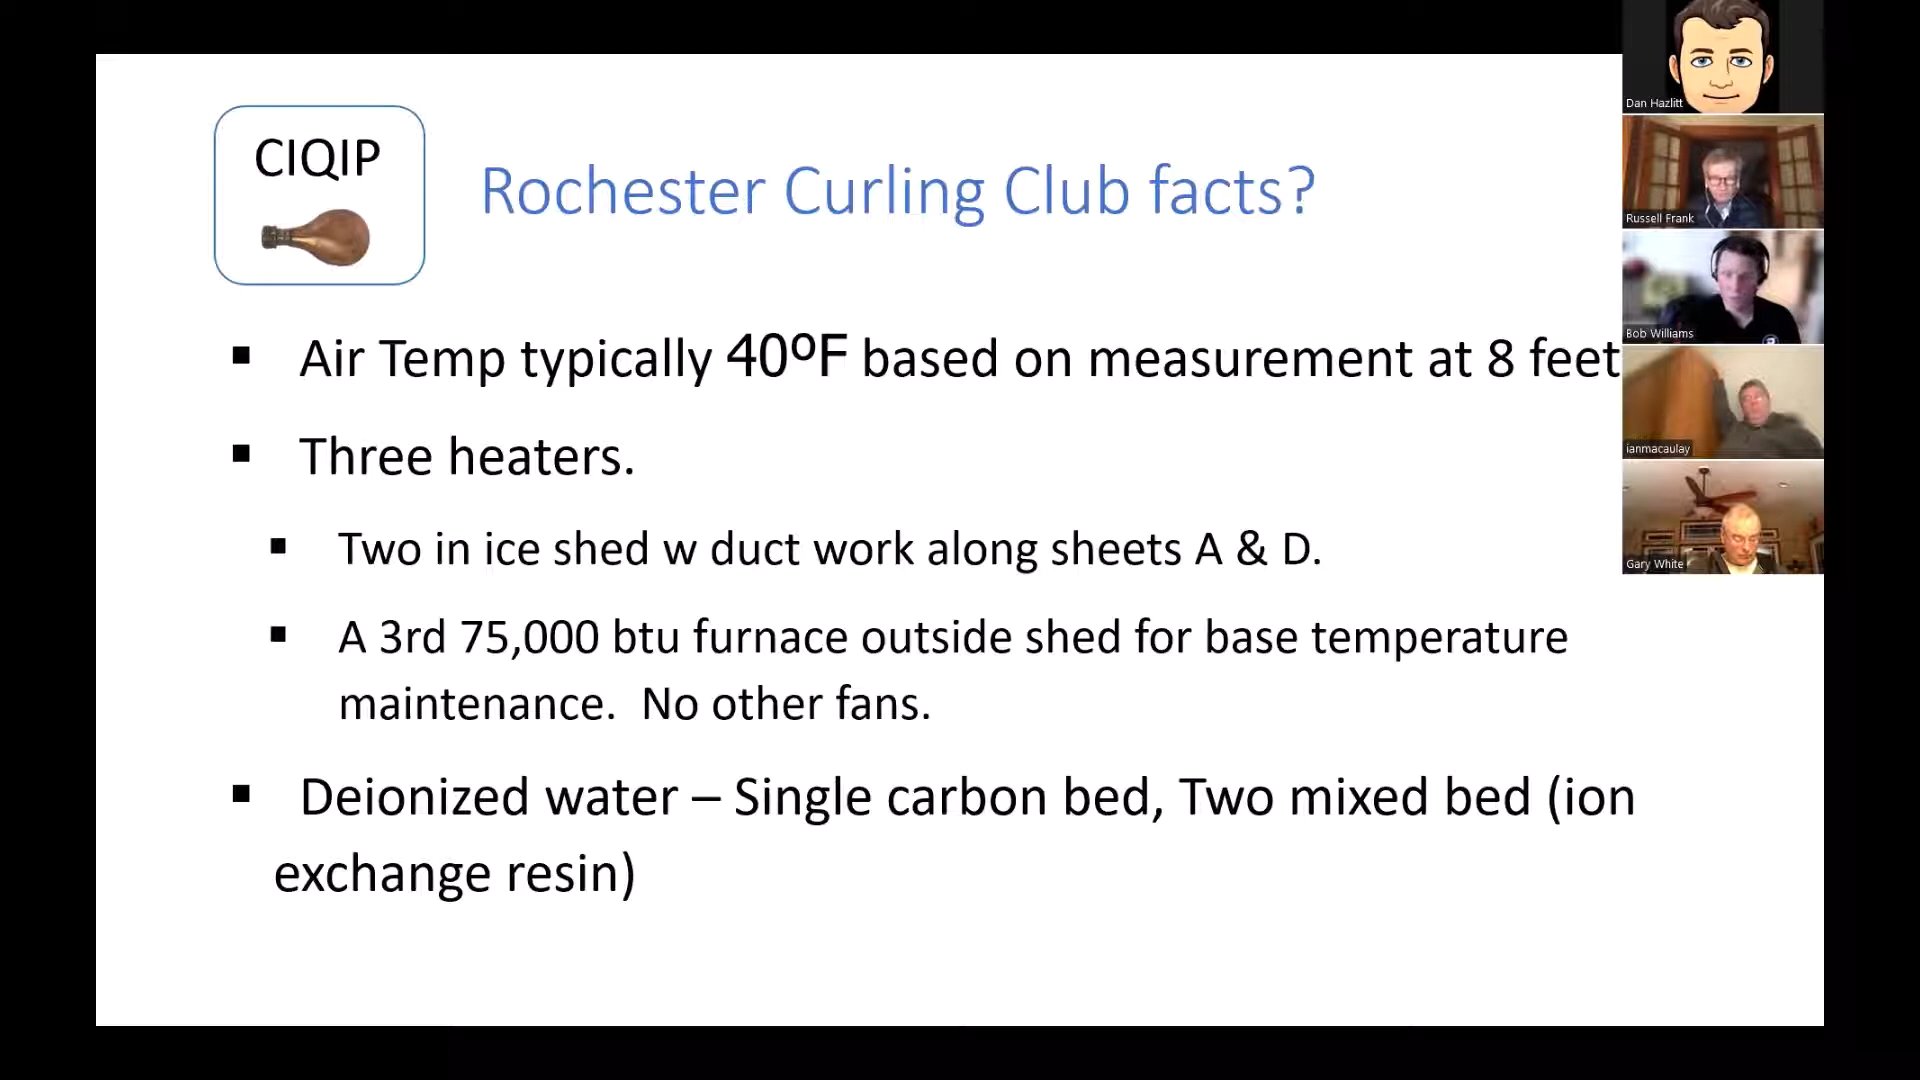 CIQIP
Rochester Curling Club facts?
▪ Air Temp typically 40ºF based on measurement at 8 feet
▪ Three heaters.
▪ Two in ice shed w duct work along sheets A & D.
▪ A 3rd 75,000 btu furnace outside shed for base temperature
maintenance.  No other fans.
▪ Deionized water – Single carbon bed, Two mixed bed (ion
exchange resin)
Dan Hazlitt
Russell Frank
Bob Williams
ianmacaulay
Gary White